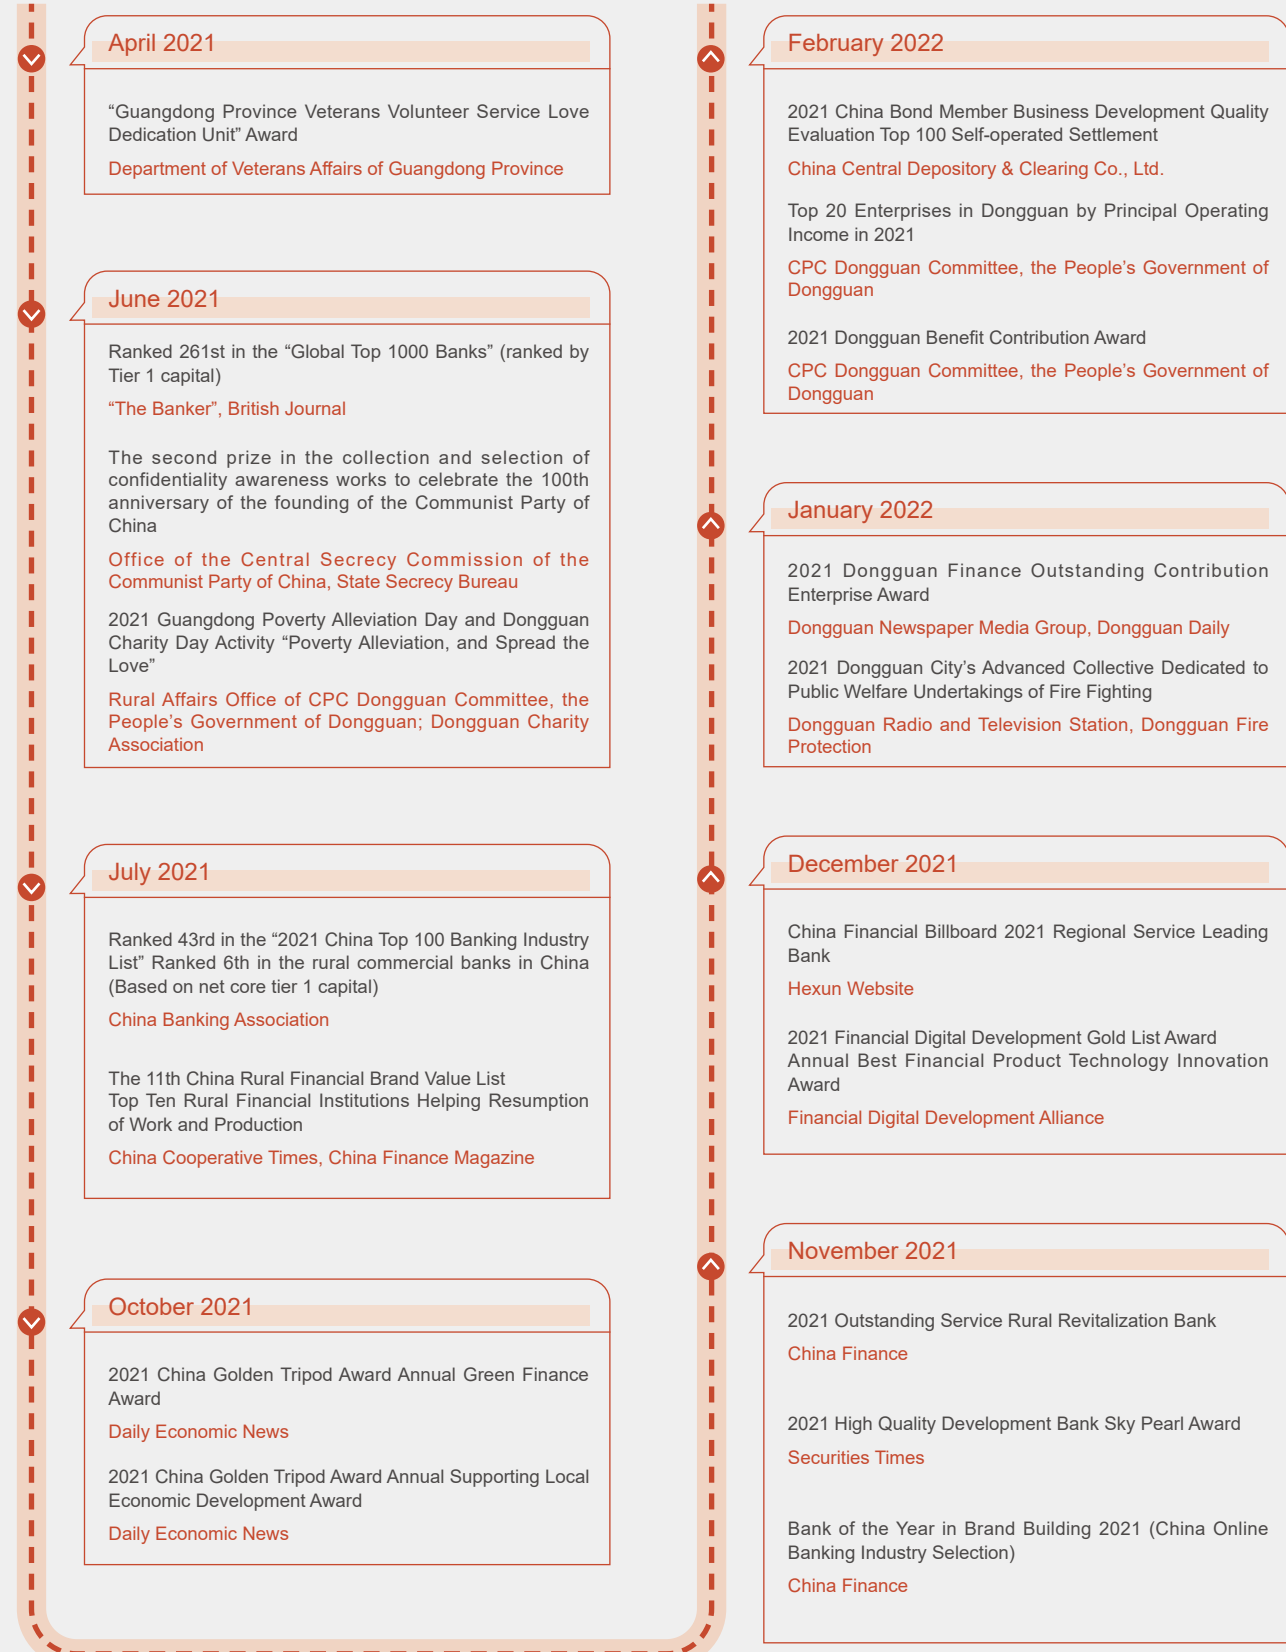 April 2021
“Guangdong Province Veterans Volunteer Service Love
Dedication Unit” Award
Department of Veterans Affairs of Guangdong Province
June 2021
Ranked 261st in the “Global Top 1000 Banks” (ranked by
Tier 1 capital)
“The Banker”, British Journal
The second prize in the collection and selection of
confidentiality awareness works to celebrate the 100th
anniversary of the founding of the Communist Party of
China
Office of the Central Secrecy Commission of the
Communist Party of China, State Secrecy Bureau
2021 Guangdong Poverty Alleviation Day and Dongguan
Charity Day Activity “Poverty Alleviation, and Spread the
Love”
Rural Affairs Office of CPC Dongguan Committee, the
People’s Government of Dongguan; Dongguan Charity
Association
July 2021
Ranked 43rd in the “2021 China Top 100 Banking Industry
List” Ranked 6th in the rural commercial banks in China
(Based on net core tier 1 capital)
China Banking Association
The 11th China Rural Financial Brand Value List
Top Ten Rural Financial Institutions Helping Resumption
of Work and Production
China Cooperative Times, China Finance Magazine
October 2021
2021 China Golden Tripod Award Annual Green Finance
Award
Daily Economic News
2021 China Golden Tripod Award Annual Supporting Local
Economic Development Award
Daily Economic News
February 2022
2021 China Bond Member Business Development Quality
Evaluation Top 100 Self-operated Settlement
China Central Depository & Clearing Co., Ltd.
Top 20 Enterprises in Dongguan by Principal Operating
Income in 2021
CPC Dongguan Committee, the People’s Government of
Dongguan
2021 Dongguan Benefit Contribution Award
CPC Dongguan Committee, the People’s Government of
Dongguan
January 2022
2021 Dongguan Finance Outstanding Contribution
Enterprise Award
Dongguan Newspaper Media Group, Dongguan Daily
2021 Dongguan City’s Advanced Collective Dedicated to
Public Welfare Undertakings of Fire Fighting
Dongguan Radio and Television Station, Dongguan Fire
Protection
December 2021
China Financial Billboard 2021 Regional Service Leading
Bank
Hexun Website
2021 Financial Digital Development Gold List Award
Annual Best Financial Product Technology Innovation
Award
Financial Digital Development Alliance
November 2021
2021 Outstanding Service Rural Revitalization Bank
China Finance
2021 High Quality Development Bank Sky Pearl Award
Securities Times
Bank of the Year in Brand Building 2021 (China Online
Banking Industry Selection)
China Finance